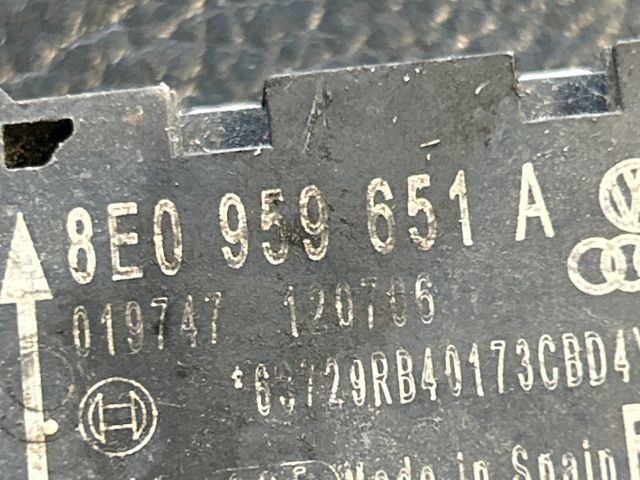 8E0 959 651 A
019747 120706
*63729RB40173CBD4
Made in Spain